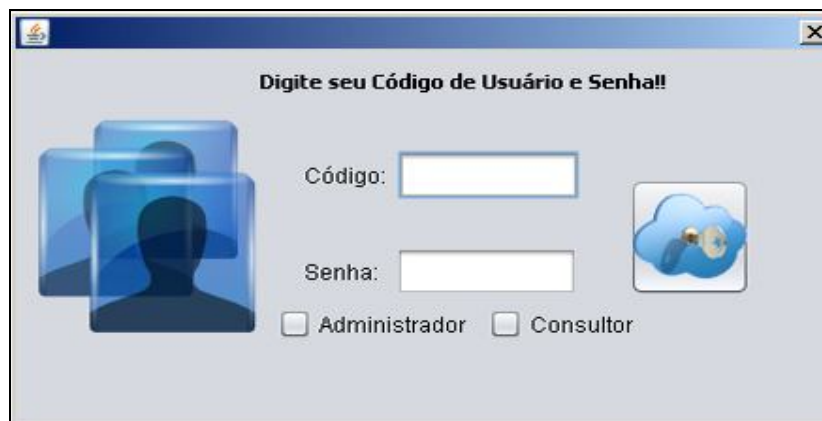 Digite seu Código de Usuário e Senha!!
Código:
Senha:
Administrador
Consultor